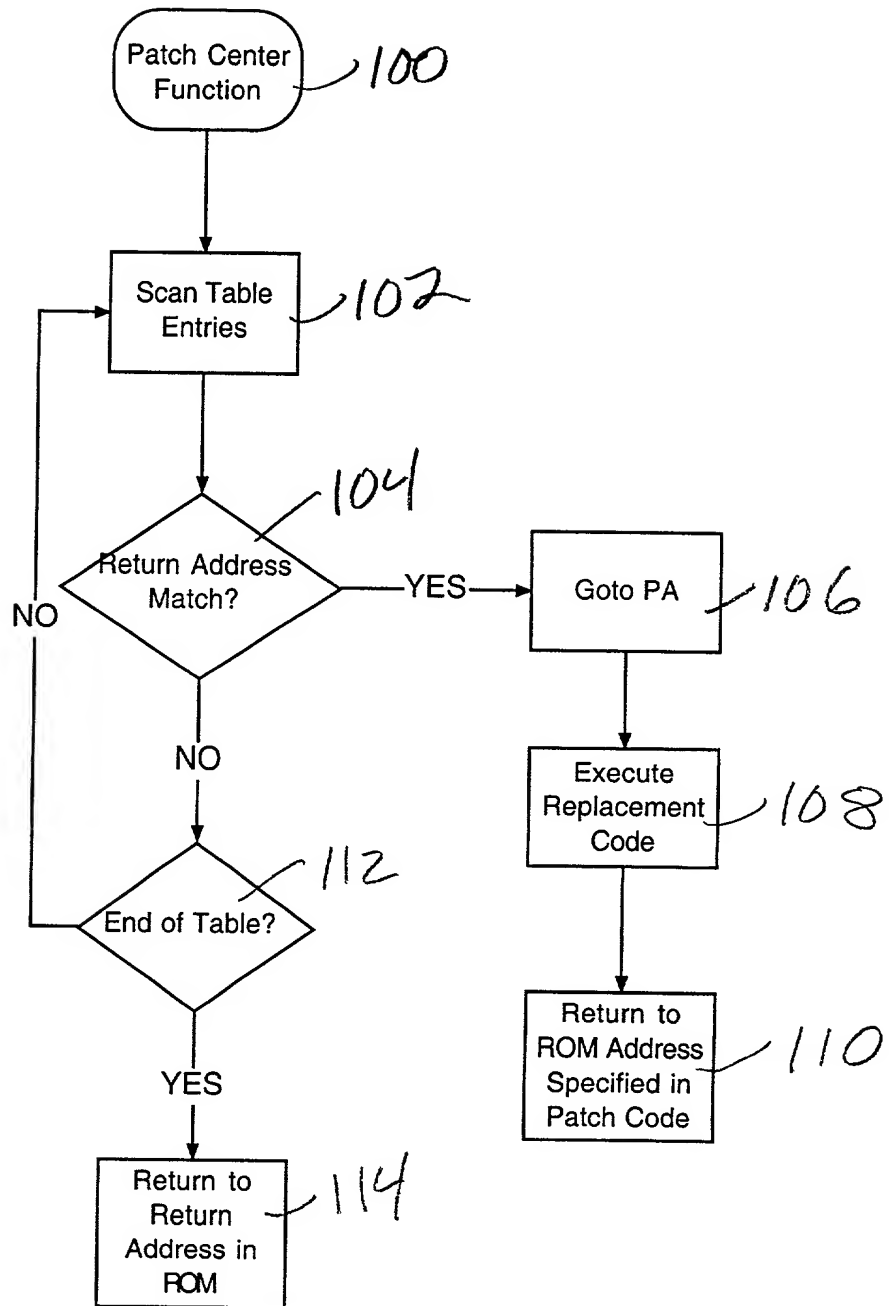 Patch Center
Function
100
Scan Table
Entries
102
104
Return Address
Match?
YES
Goto PA
106
NO
NO
Execute
Replacement
Code
108
112
End of Table?
Return to
ROM Address
Specified in
Patch Code
110
YES
Return to
Return
Address in
ROM
114